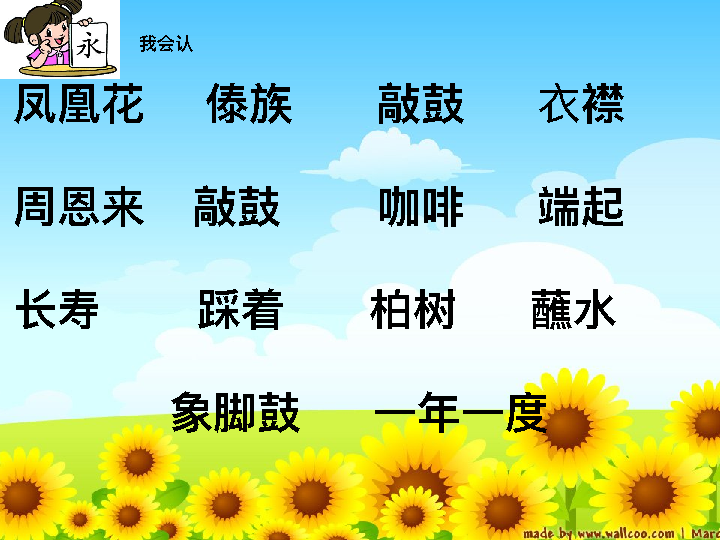 永
我会认
凤凰花 傣族 敲鼓 衣襟
周恩来 敲鼓 咖啡 端起
长寿 踩着 柏树 蘸水
象脚鼓 一年一度
made by www.wallcoo.com | Marc